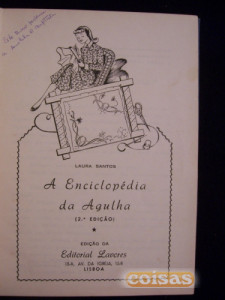 LAURA SANTOS
A Enciclopédia
da Agulha
(2.ª EDIÇÃO)
EDIÇÃO DA
Editorial Lavores
LISBOA
coisas